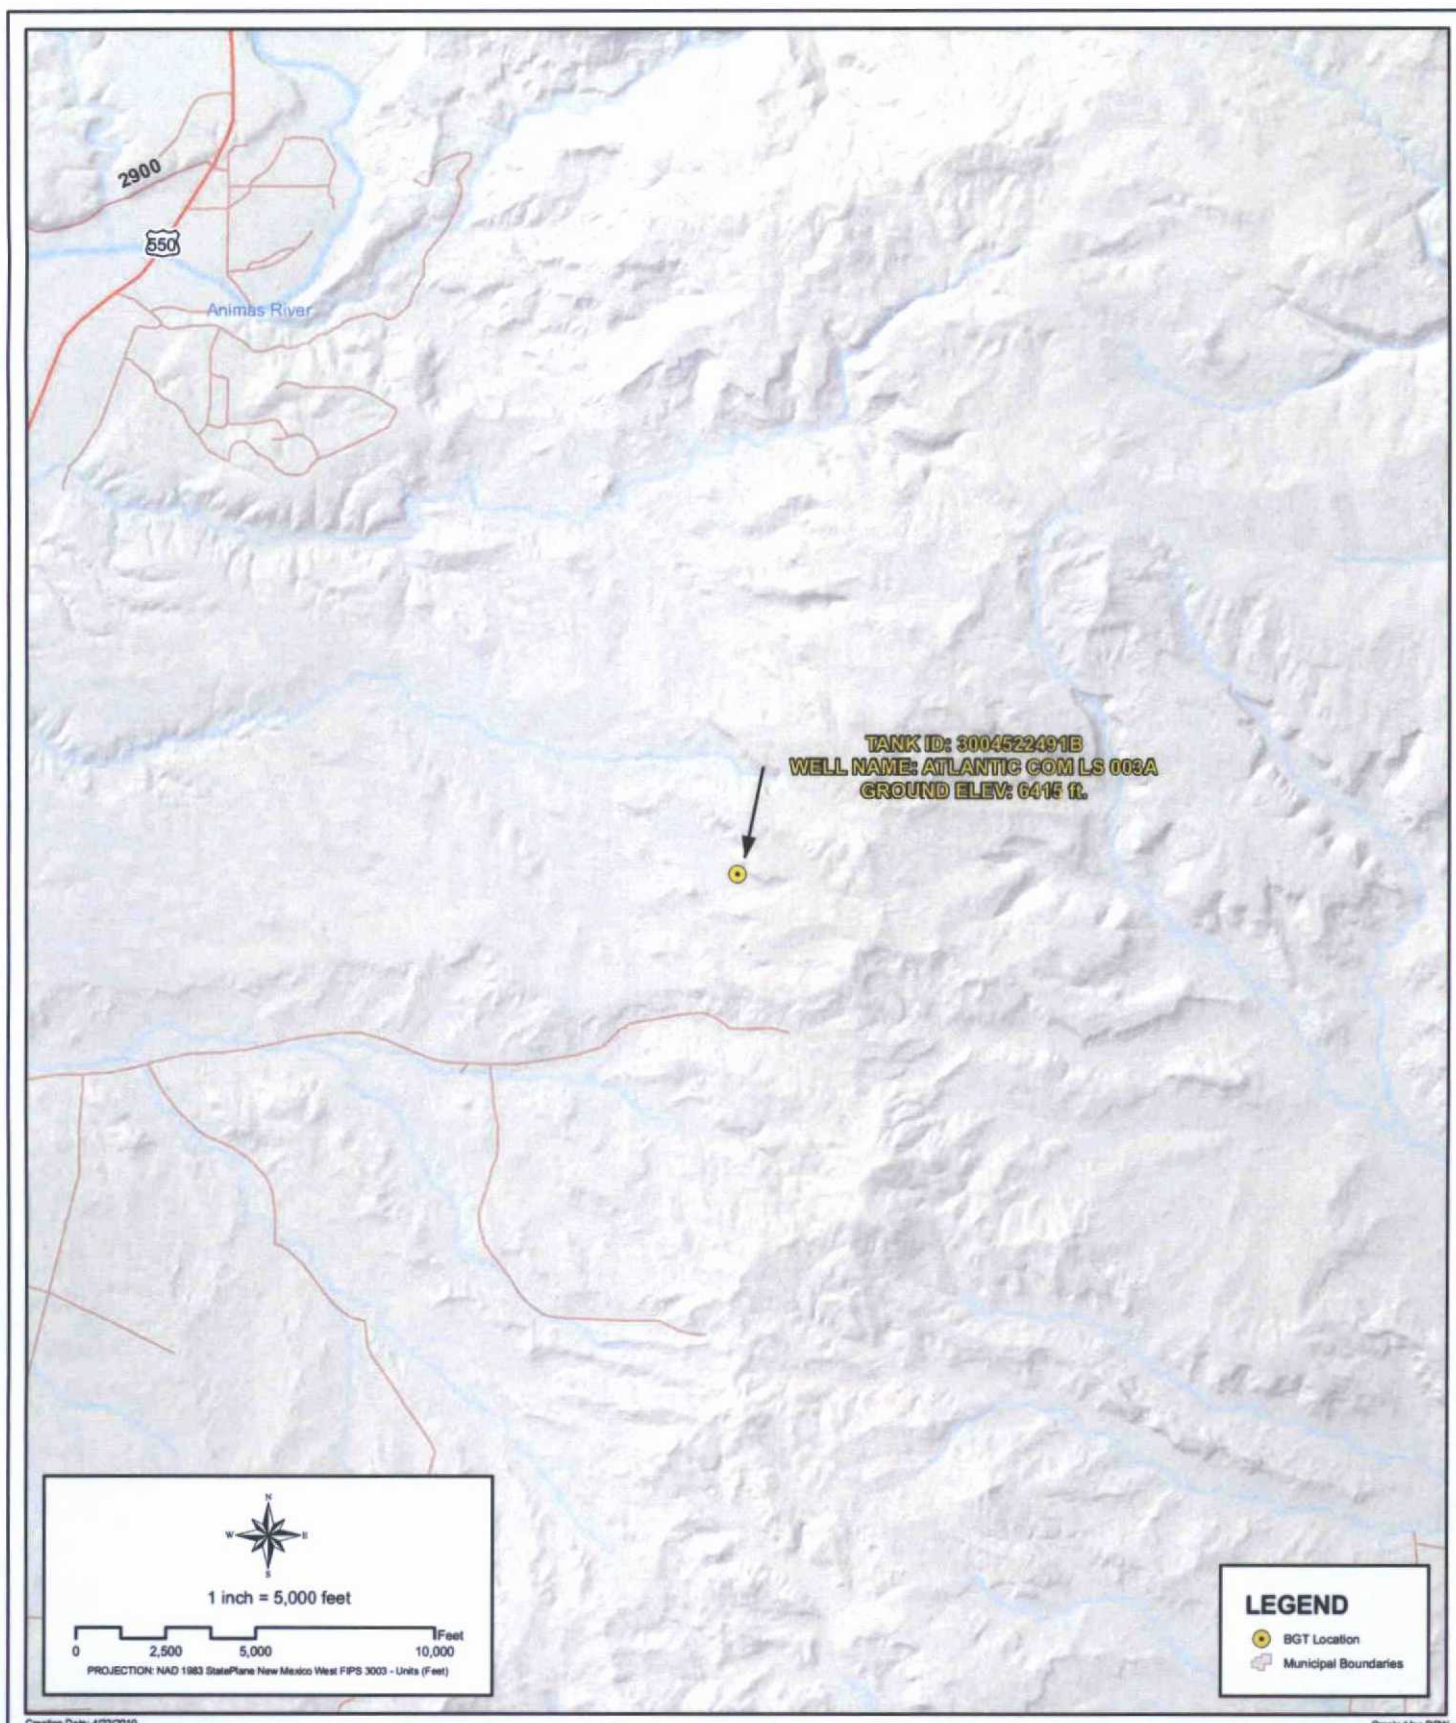 2900
550
Animas River
TANK ID: 3004522491B
WELL NAME: ATLANTIC COM LS 003A
GROUND ELEV: 6415 ft.
N
W E
S
1 inch = 5,000 feet
Feet
0 2,500 5,000 10,000
PROJECTION: NAD 1983 StatePlane New Mexico West FIPS 3003 - Units (Feet)
LEGEND
BGT Location
Municipal Boundaries